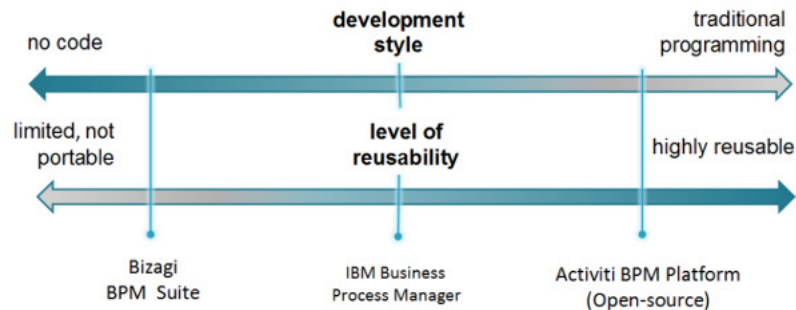 no code
development
style
traditional
programming
limited, not
portable
level of
reusability
highly reusable
Bizagi
BPM Suite
IBM Business
Process Manager
Activiti BPM Platform
(Open-source)